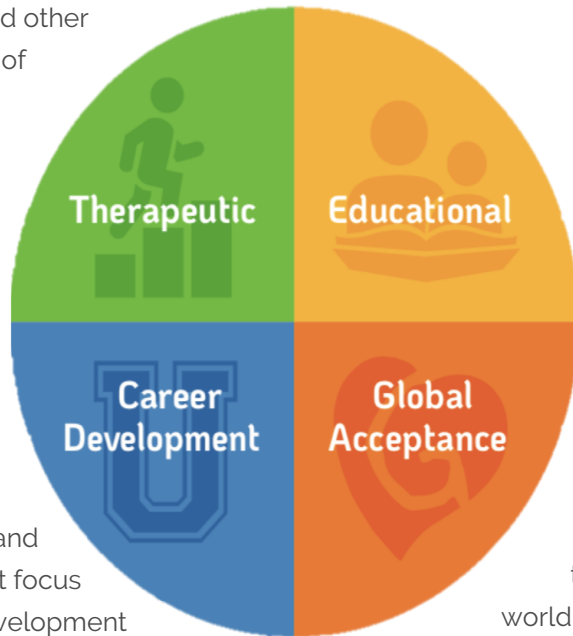 d other
of
Therapeutic
Educational
Career
Development
Global
Acceptance
U
G
and
t focus
velopment
t
world